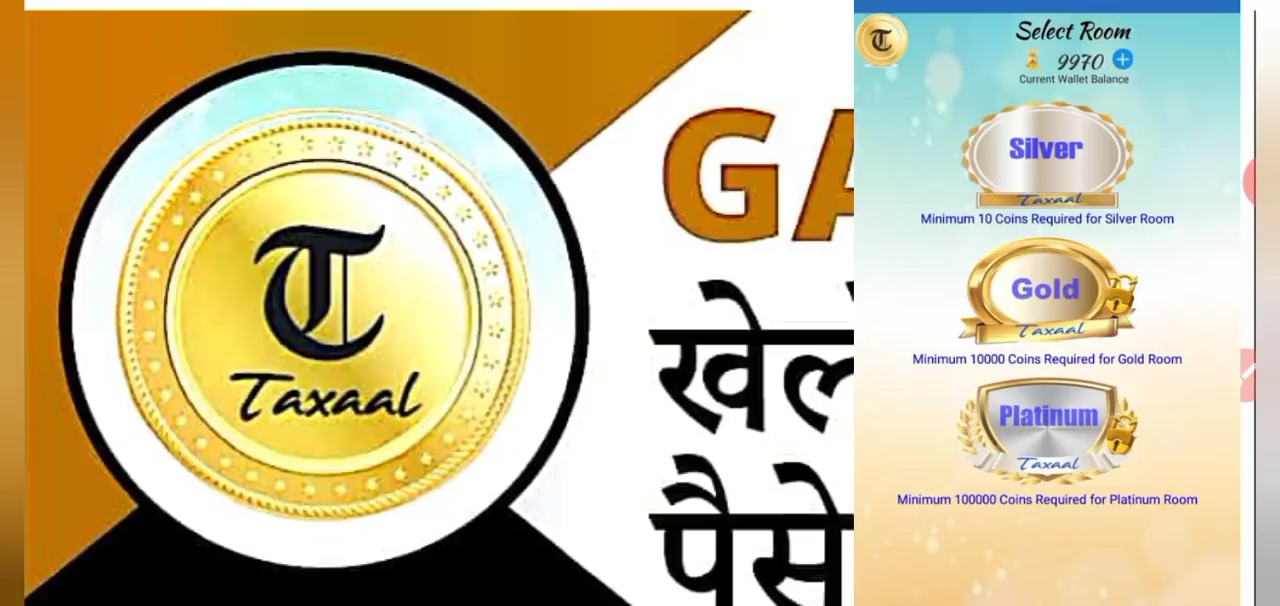 T
Taxaal
GA
खेल
पैसे
T
Select Room
9970 +
Current Wallet Balance
Silver
Taxaal
Minimum 10 Coins Required for Silver Room
Gold
Taxaal
Minimum 10000 Coins Required for Gold Room
Platinum
Taxaal
Minimum 100000 Coins Required for Platinum Room